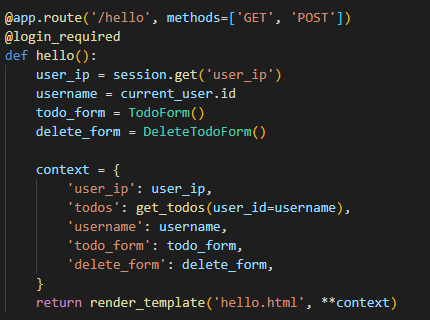 @app.route('/hello', methods=['GET', 'POST'])
@login_required
def hello():
    user_ip = session.get('user_ip')
    username = current_user.id
    todo_form = TodoForm()
    delete_form = DeleteTodoForm()

    context = {
        'user_ip': user_ip,
        'todos': get_todos(user_id=username),
        'username': username,
        'todo_form': todo_form,
        'delete_form': delete_form,
    }
    return render_template('hello.html', **context)